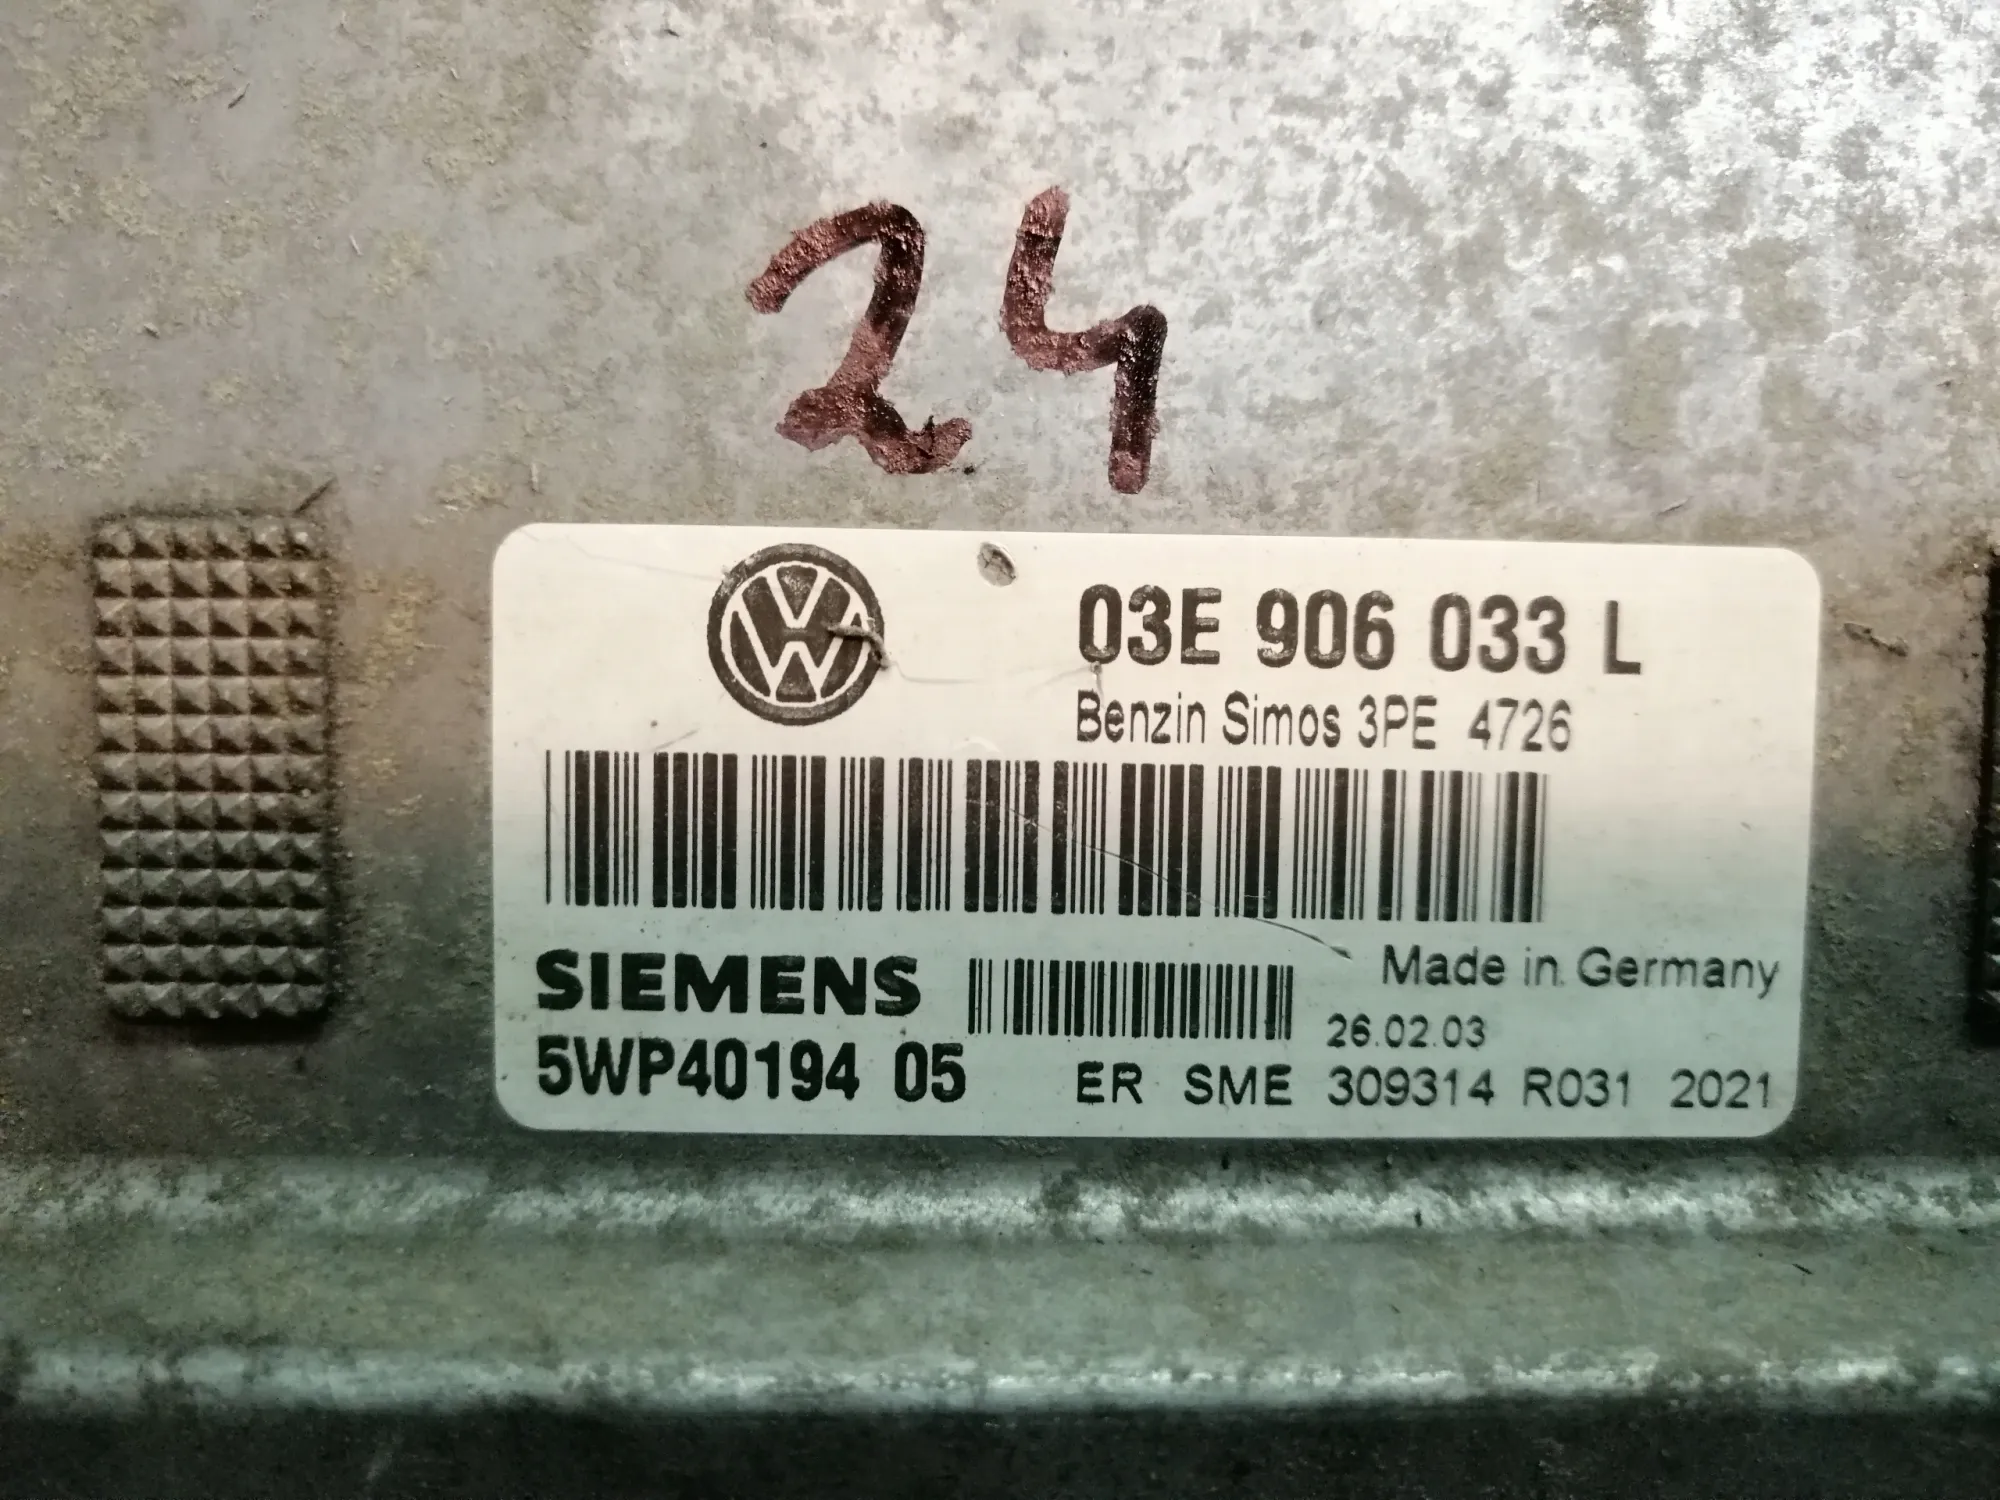 24
VW
03E 906 033 L
Benzin Simos 3PE 4726
SIEMENS
Made in Germany
26.02.03
5WP40194 05
ER SME 309314 R031 2021